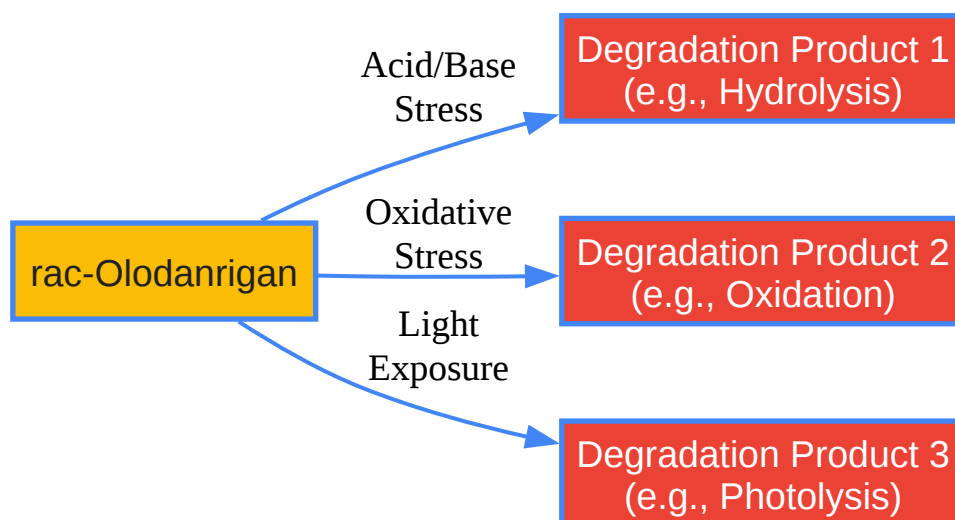 Acid/Base
Stress
Degradation Product 1
(e.g., Hydrolysis)
rac-Olodanrigan
Oxidative
Stress
Degradation Product 2
(e.g., Oxidation)
Light
Exposure
Degradation Product 3
(e.g., Photolysis)